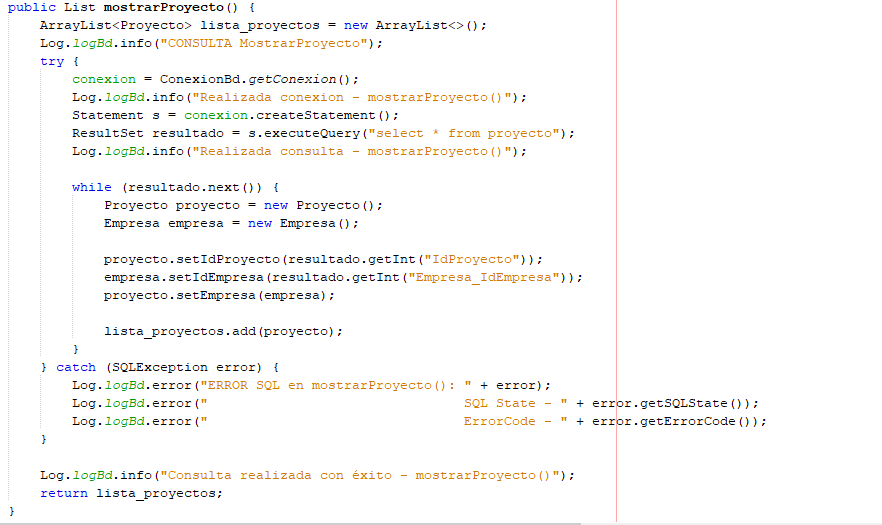 public List mostrarProyecto() {
    ArrayList<Proyecto> lista_proyectos = new ArrayList<>();
    Log.logBd.info("CONSULTA MostrarProyecto");
    try {
        conexion = ConexionBd.getConexion();
        Log.logBd.info("Realizada conexion - mostrarProyecto()");
        Statement s = conexion.createStatement();
        ResultSet resultado = s.executeQuery("select * from proyecto");
        Log.logBd.info("Realizada consulta - mostrarProyecto()");

        while (resultado.next()) {
            Proyecto proyecto = new Proyecto();
            Empresa empresa = new Empresa();

            proyecto.setIdProyecto(resultado.getInt("IdProyecto"));
            empresa.setIdEmpresa(resultado.getInt("Empresa_IdEmpresa"));
            proyecto.setEmpresa(empresa);

            lista_proyectos.add(proyecto);
        }
    } catch (SQLException error) {
        Log.logBd.error("ERROR SQL en mostrarProyecto(): " + error);
        Log.logBd.error("                                SQL State - " + error.getSQLState());
        Log.logBd.error("                                ErrorCode - " + error.getErrorCode());
    }

    Log.logBd.info("Consulta realizada con éxito - mostrarProyecto()");
    return lista_proyectos;
}